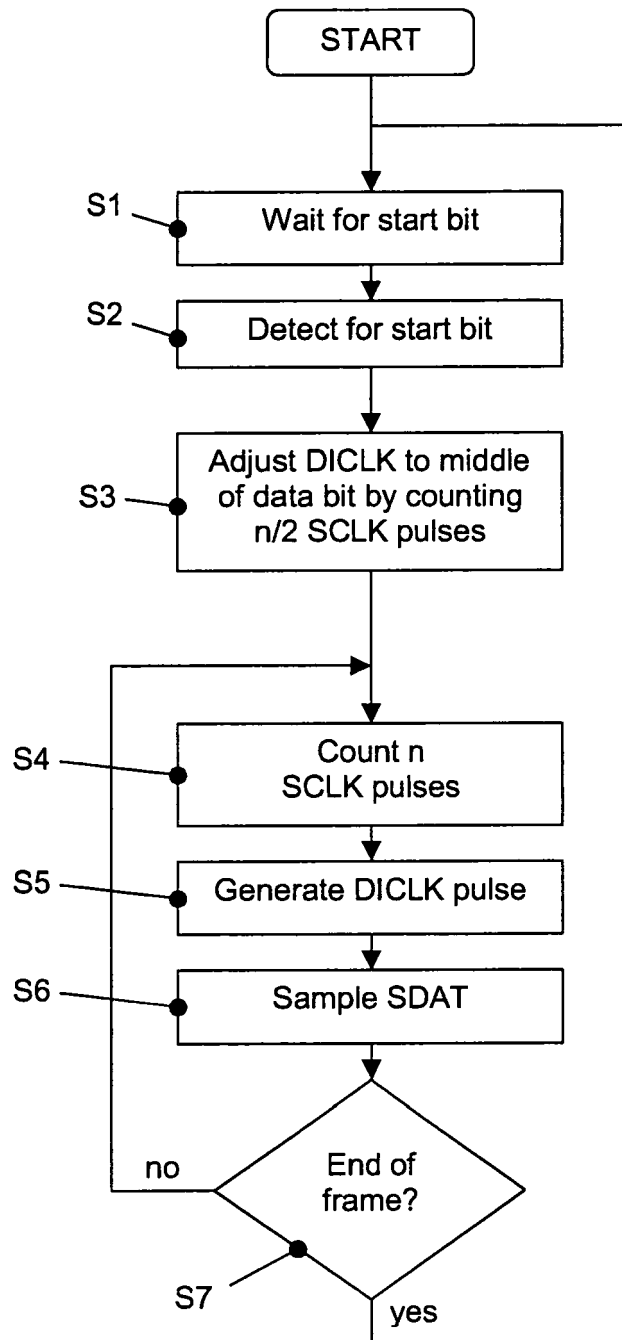 START
S1
Wait for start bit
S2
Detect for start bit
S3
Adjust DICLK to middle
of data bit by counting
n/2 SCLK pulses
S4
Count n
SCLK pulses
S5
Generate DICLK pulse
S6
Sample SDAT
no
End of
frame?
S7
yes